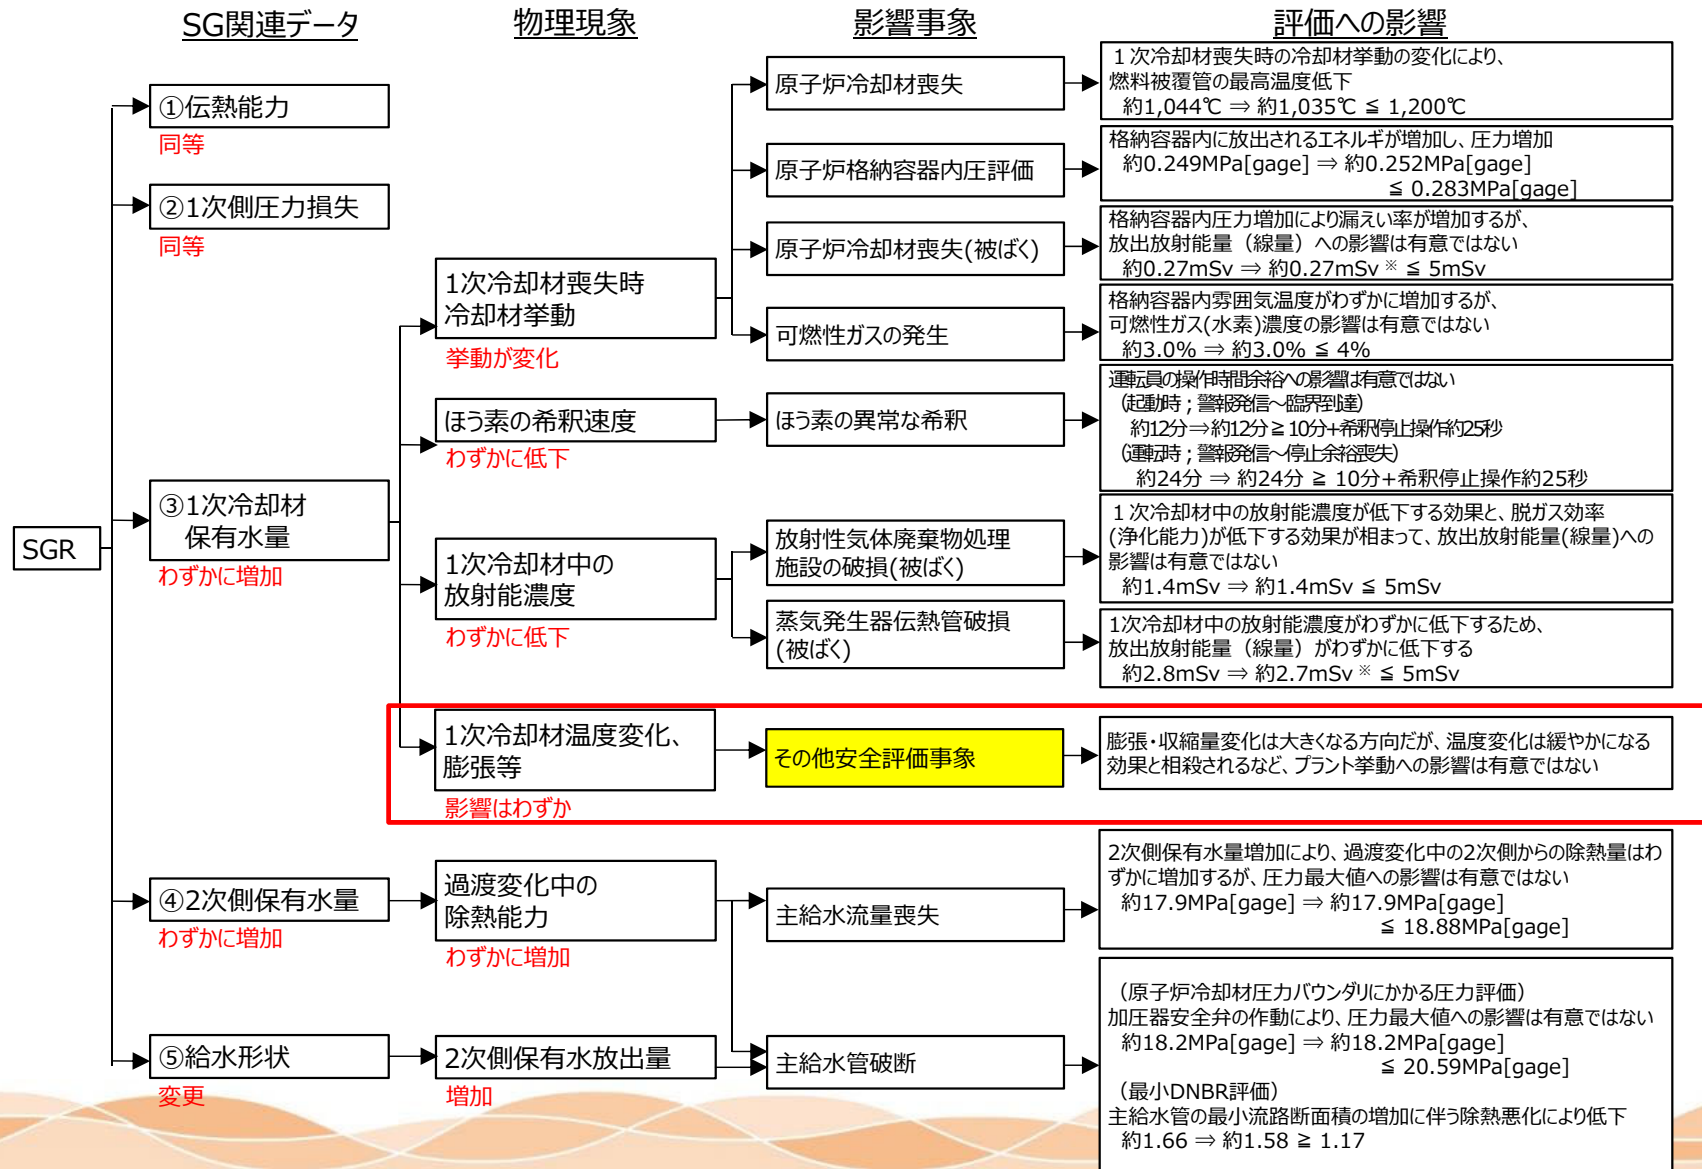 SG関連データ
物理現象
影響事象
評価への影響
SGR
①伝熱能力
同等
②1次側圧力損失
同等
③1次冷却材
保有水量
わずかに増加
④2次側保有水量
わずかに増加
⑤給水形状
変更
1次冷却材喪失時
冷却材挙動
挙動が変化
ほう素の希釈速度
わずかに低下
1次冷却材中の
放射能濃度
わずかに低下
1次冷却材温度変化、
膨張等
影響はわずか
過渡変化中の
除熱能力
わずかに増加
2次側保有水放出量
増加
原子炉冷却材喪失
原子炉格納容器内圧評価
原子炉冷却材喪失(被ばく)
可燃性ガスの発生
ほう素の異常な希釈
放射性気体廃棄物処理
施設の破損(被ばく)
蒸気発生器伝熱管破損
(被ばく)
その他安全評価事象
主給水流量喪失
主給水管破断
１次冷却材喪失時の冷却材挙動の変化により、
燃料被覆管の最高温度低下
約1,044℃ ⇒ 約1,035℃ ≦ 1,200℃
格納容器内に放出されるエネルギが増加し、圧力増加
約0.249MPa[gage] ⇒ 約0.252MPa[gage]
≦ 0.283MPa[gage]
格納容器内圧力増加により漏えい率が増加するが、
放出放射能量（線量）への影響は有意ではない
約0.27mSv ⇒ 約0.27mSv ※ ≦ 5mSv
格納容器内雰囲気温度がわずかに増加するが、
可燃性ガス(水素)濃度の影響は有意ではない
約3.0% ⇒ 約3.0% ≦ 4%
運転員の操作時間余裕への影響は有意ではない
（起動時；警報発信～臨界到達）
約12分⇒約12分≧10分+希釈停止操作約25秒
（運転時；警報発信～停止余裕喪失）
約24分 ⇒ 約24分 ≧ 10分+希釈停止操作約25秒
１次冷却材中の放射能濃度が低下する効果と、脱ガス効率
(浄化能力)が低下する効果が相まって、放出放射能量(線量)への
影響は有意ではない
約1.4mSv ⇒ 約1.4mSv ≦ 5mSv
1次冷却材中の放射能濃度がわずかに低下するため、
放出放射能量（線量）がわずかに低下する
約2.8mSv ⇒ 約2.7mSv ※ ≦ 5mSv
膨張・収縮量変化は大きくなる方向だが、温度変化は緩やかになる
効果と相殺されるなど、プラント挙動への影響は有意ではない
2次側保有水量増加により、過渡変化中の2次側からの除熱量はわ
ずかに増加するが、圧力最大値への影響は有意ではない
約17.9MPa[gage] ⇒ 約17.9MPa[gage]
≦ 18.88MPa[gage]
（原子炉冷却材圧力バウンダリにかかる圧力評価）
加圧器安全弁の作動により、圧力最大値への影響は有意ではない
約18.2MPa[gage] ⇒ 約18.2MPa[gage]
≦ 20.59MPa[gage]
（最小DNBR評価）
主給水管の最小流路断面積の増加に伴う除熱悪化により低下
約1.66 ⇒ 約1.58 ≧ 1.17